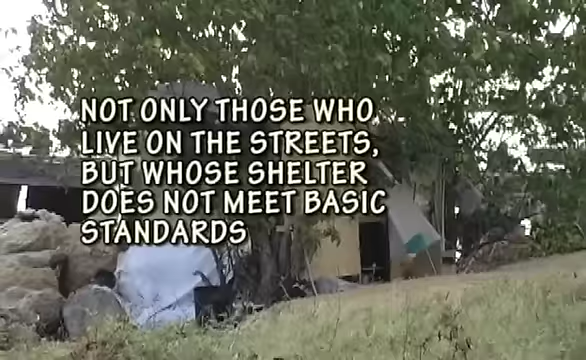 NOT ONLY THOSE WHO
LIVE ON THE STREETS,
BUT WHOSE SHELTER
DOES NOT MEET BASIC
STANDARDS